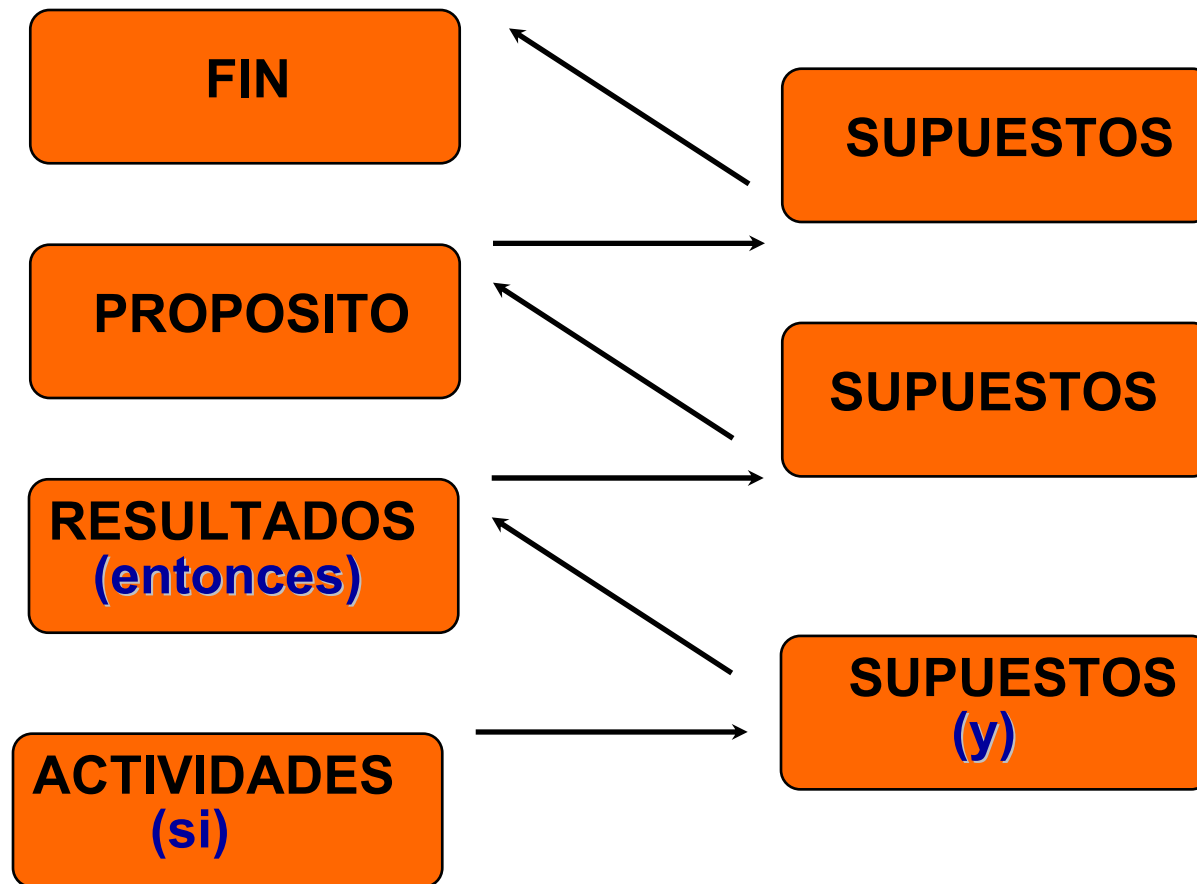 FIN
SUPUESTOS
PROPOSITO
SUPUESTOS
RESULTADOS
(entonces)
SUPUESTOS
(y)
ACTIVIDADES
(si)